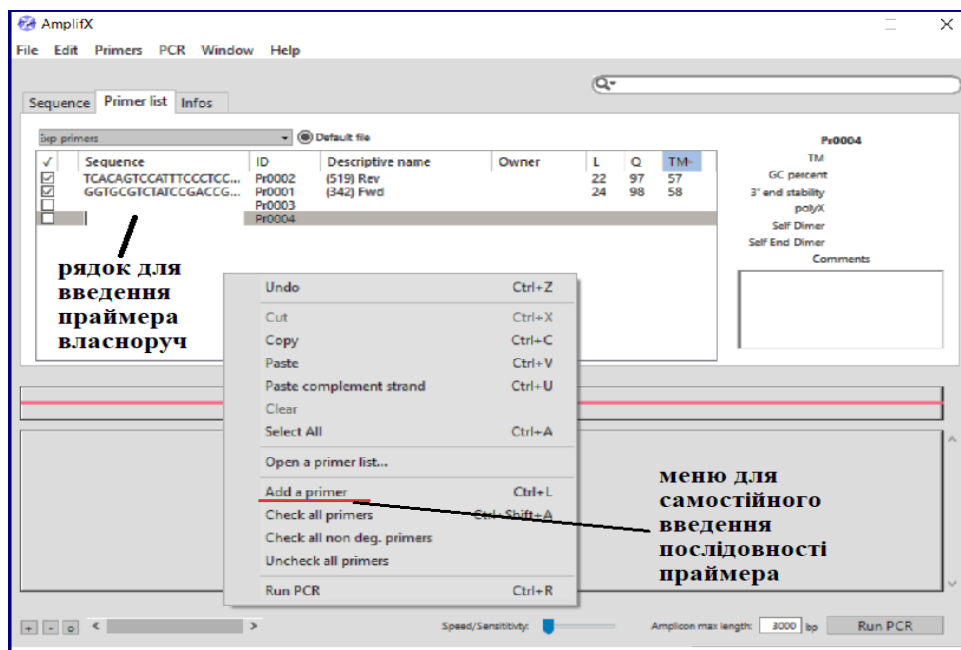 AmplifX
File Edit Primers PCR Window Help
Sequence Primer list Infos
Exp primers Default file
✓ Sequence ID Descriptive name Owner L Q TM
TCACAGTCCATTTCCCTCC... Pr0002 (519) Rev 22 97 57
GGTGCGTCTATCCGACCG... Pr0001 (342) Fwd 24 98 58
Pr0003
Pr0004
Pr0004
TM
GC percent
3' end stability
polyX
Self Dimer
Self End Dimer
Comments
рядок для
введення
праймера
власноруч
Undo Ctrl+Z
Cut Ctrl+X
Copy Ctrl+C
Paste Ctrl+V
Paste complement strand Ctrl+U
Clear
Select All Ctrl+A
Open a primer list...
Add a primer Ctrl+L
Check all primers Ctrl+Shift+A
Check all non deg. primers
Uncheck all primers
Run PCR Ctrl+R
меню для
самостійного
введення
послідовності
праймера
Speed/Sensititivty: Amplicon max length: 3000 bp Run PCR